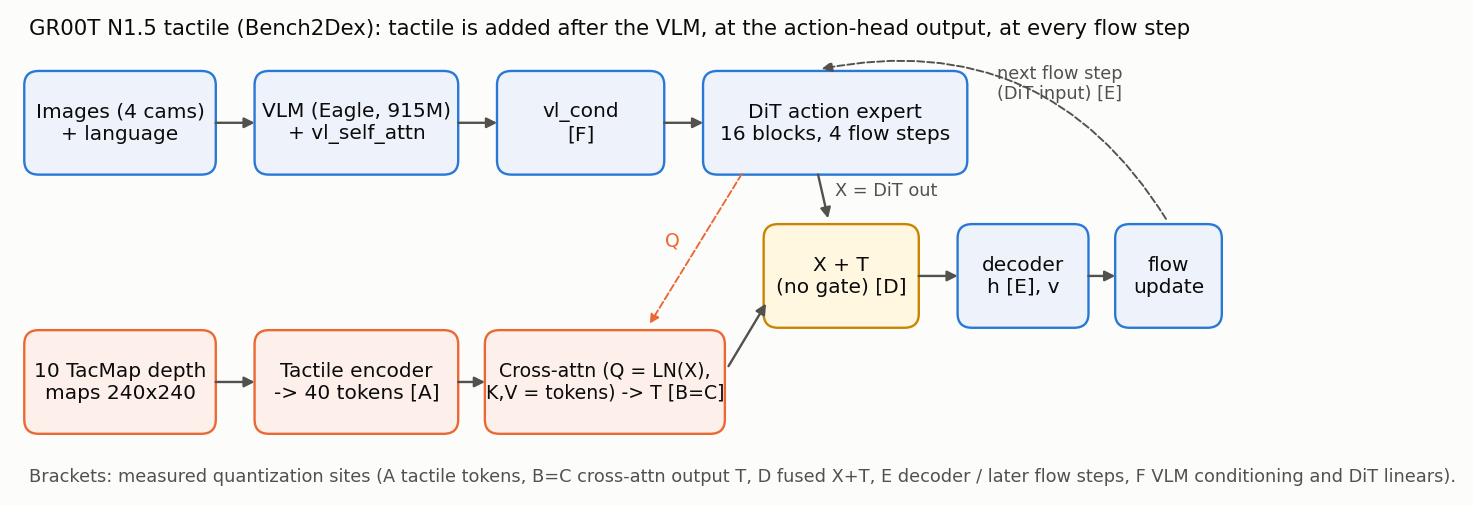 GR00T N1.5 tactile (Bench2Dex): tactile is added after the VLM, at the action-head output, at every flow step
Images (4 cams)
+ language
VLM (Eagle, 915M)
+ vl_self_attn
vl_cond
[F]
DiT action expert
16 blocks, 4 flow steps
next flow step
(DiT input) [E]
X = DiT out
Q
X + T
(no gate) [D]
decoder
h [E], v
flow
update
10 TacMap depth
maps 240x240
Tactile encoder
-> 40 tokens [A]
Cross-attn (Q = LN(X),
K,V = tokens) -> T [B=C]
Brackets: measured quantization sites (A tactile tokens, B=C cross-attn output T, D fused X+T, E decoder / later flow steps, F VLM conditioning and DiT linears).